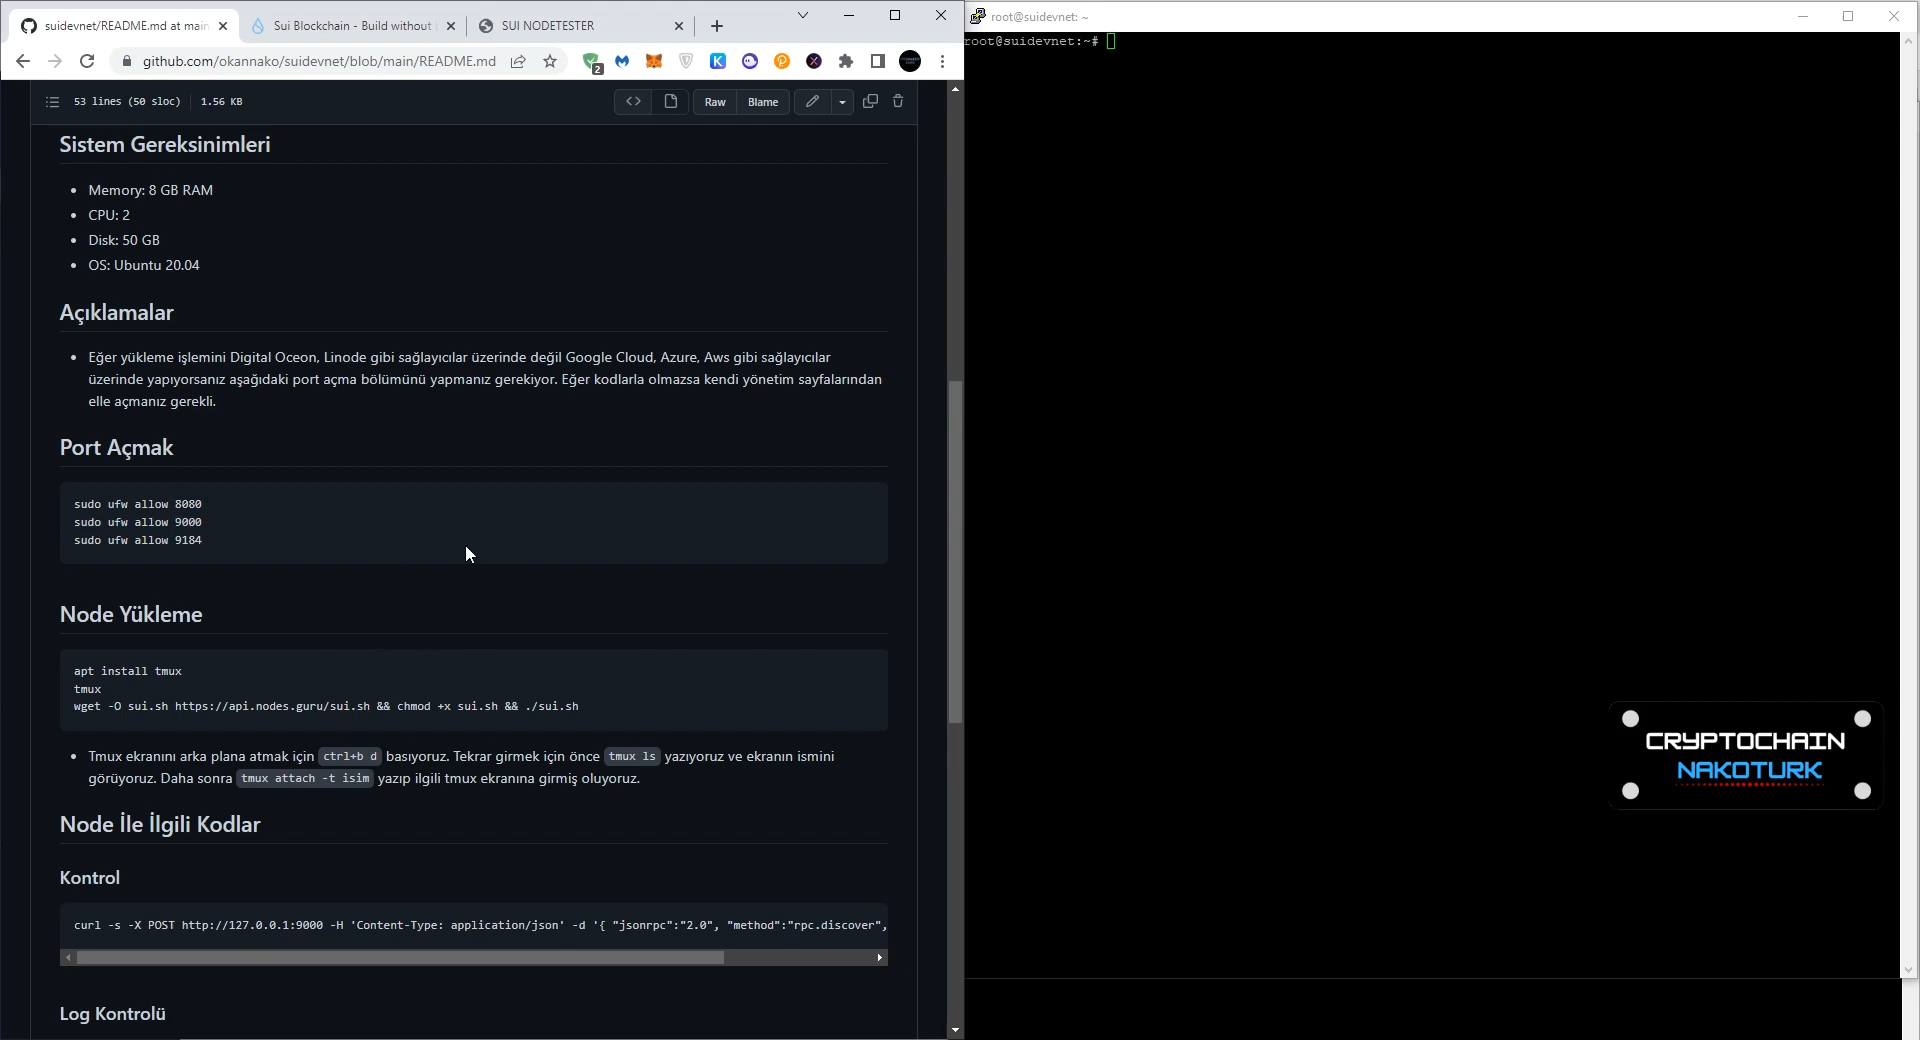 suidevnet/README.md at main
Sui Blockchain - Build without
SUI NODETESTER
github.com/okannako/suidevnet/blob/main/README.md
2
53 lines (50 sloc)
1.56 KB
Raw
Blame
Sistem Gereksinimleri
Memory: 8 GB RAM
CPU: 2
Disk: 50 GB
OS: Ubuntu 20.04
Açıklamalar
Eğer yükleme işlemini Digital Oceon, Linode gibi sağlayıcılar üzerinde değil Google Cloud, Azure, Aws gibi sağlayıcılar
üzerinde yapıyorsanız aşağıdaki port açma bölümünü yapmanız gerekiyor. Eğer kodlarla olmazsa kendi yönetim sayfalarından
elle açmanız gerekli.
Port Açmak
sudo ufw allow 8080
sudo ufw allow 9000
sudo ufw allow 9184
Node Yükleme
apt install tmux
tmux
wget -O sui.sh https://api.nodes.guru/sui.sh && chmod +x sui.sh && ./sui.sh
Tmux ekranını arka plana atmak için ctrl+b d basıyoruz. Tekrar girmek için önce tmux ls yazıyoruz ve ekranın ismini
görüyoruz. Daha sonra tmux attach -t isim yazıp ilgili tmux ekranına girmiş oluyoruz.
Node İle İlgili Kodlar
Kontrol
curl -s -X POST http://127.0.0.1:9000 -H 'Content-Type: application/json' -d '{ "jsonrpc":"2.0", "method":"rpc.discover",
Log Kontrolü
root@suidevnet: ~
root@suidevnet:~#
CRYPTOCHAIN
NAKOTURK